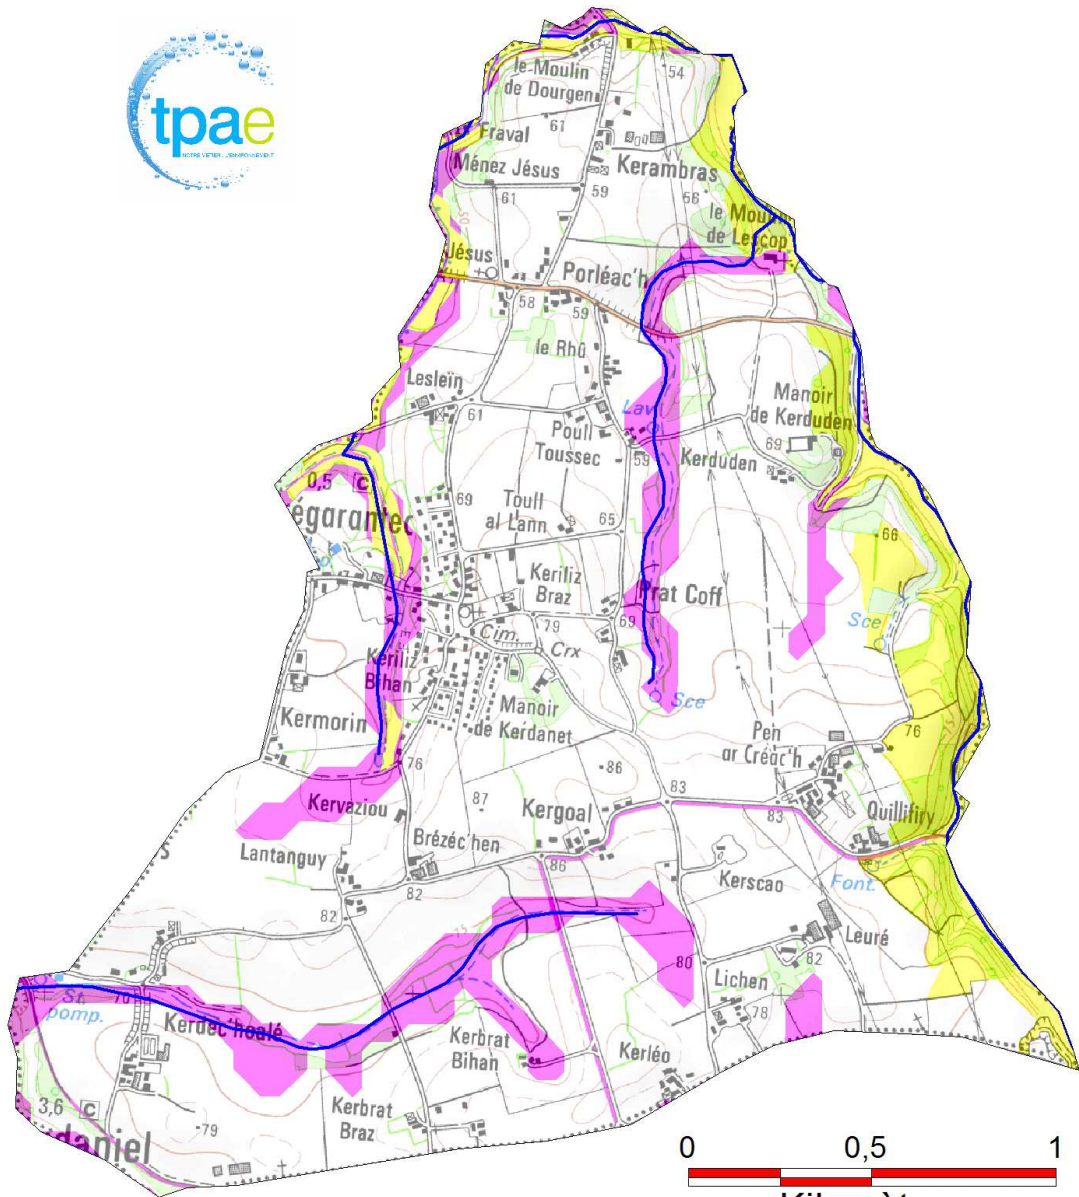 tpae
le Moulin
de Dourgen
54
61
Fraval
Ménez Jésus
Kerambras
59
61
56
le Moulin
de Lescop
Jésus
Porléac'h
58
59
le Rhû
Lesleïn
61
Manoir
de Kerduden
Lav.
Poull
Toussec
59
69
Kerduden
0,5 C
69
Toull
al Lann
65
66
egarantec
Keriliz
Braz
Prat Coff
69
79
Cim.
Crx
Sce
Keriliz
Bihan
Sce
Manoir
de Kerdanet
Kermorin
76
Pen
ar Créac'h
76
86
87
83
Kervaziou
Kergoal
83
Quillifiry
Brézéc'hen
Lantanguy
86
Kerscao
Font.
82
82
Leuré
80
82
Lichen
St.
pomp.
70
Kerdec'hoalé
78
Kerbrat
Bihan
Kerléo
3,6 C
Kerbrat
Braz
79
daniel
0 0,5 1